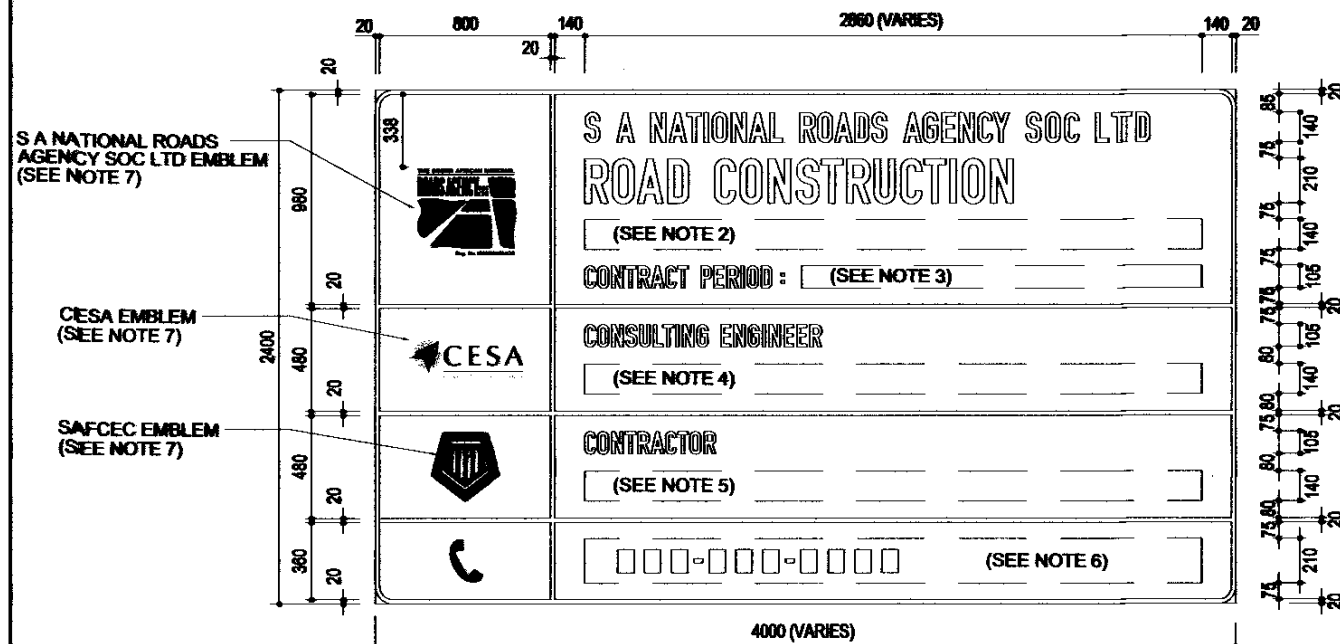 20 800 140 2860 (VARIES) 140 20
20
20
S A NATIONAL ROADS
AGENCY SOC LTD EMBLEM
(SEE NOTE 7)
CESA EMBLEM
(SEE NOTE 7)
SAFCEC EMBLEM
(SEE NOTE 7)
2400
980
20
480
20
480
20
360
20
338
ROADS AGENCY
CESA
S A NATIONAL ROADS AGENCY SOC LTD
ROAD CONSTRUCTION
(SEE NOTE 2)
CONTRACT PERIOD : (SEE NOTE 3)
CONSULTING ENGINEER
(SEE NOTE 4)
CONTRACTOR
(SEE NOTE 5)
(SEE NOTE 6)
85
140
75
210
75
140
75
105
75
20
75
105
80
140
80
20
75
105
80
140
80
20
75
210
75
20
20
4000 (VARIES)